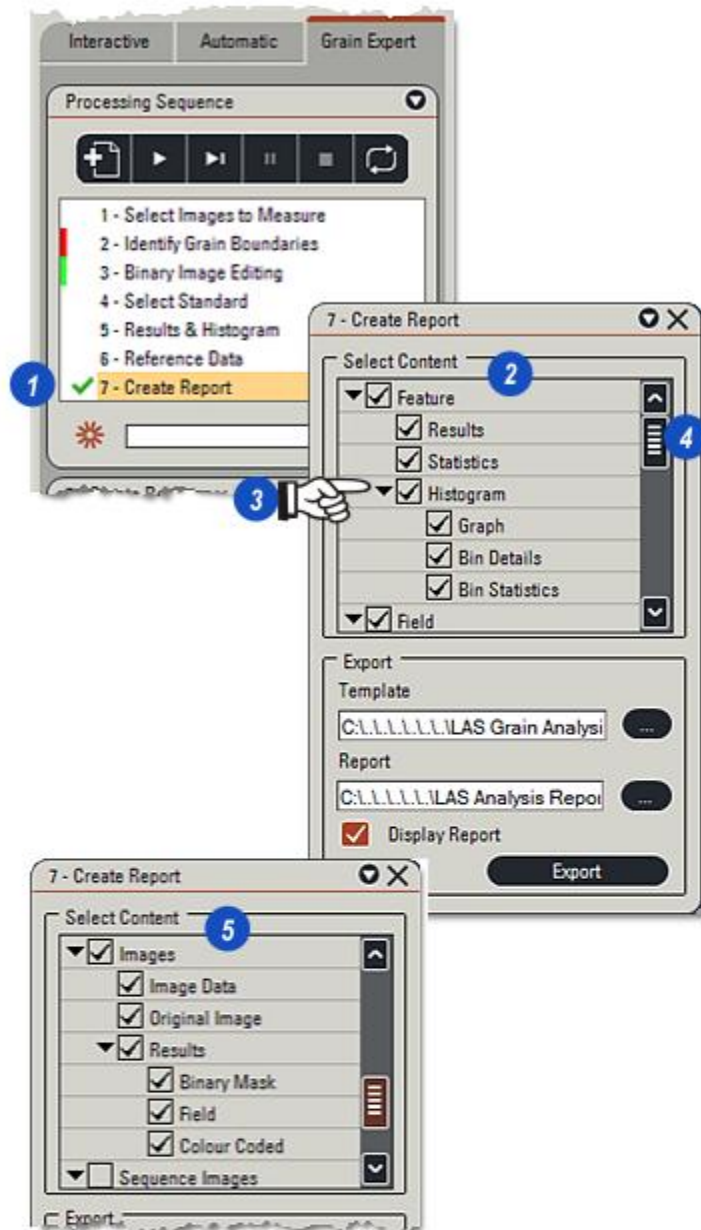 Interactive Automatic Grain Expert
Processing Sequence
1 - Select Images to Measure
2 - Identify Grain Boundaries
3 - Binary Image Editing
4 - Select Standard
5 - Results & Histogram
6 - Reference Data
1
7 - Create Report
7 - Create Report
Select Content
2
Feature
Results
4
Statistics
3
Histogram
Graph
Bin Details
Bin Statistics
Field
Export
Template
C:\..\..\..\..\..\..\LAS Grain Analysi
...
Report
C:\..\..\..\..\..\LAS Analysis Repor
...
Display Report
Export
7 - Create Report
Select Content
5
Images
Image Data
Original Image
Results
Binary Mask
Field
Colour Coded
Sequence Images
Export